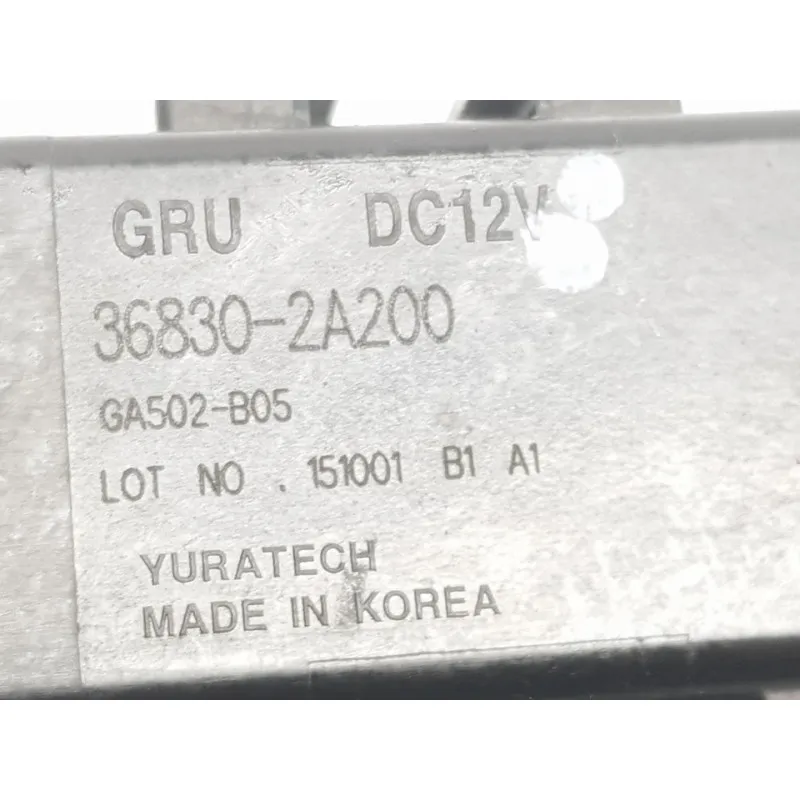 GRU DC12V
36830-2A200
GA502-B05
LOT NO . 151001 B1 A1
YURATECH
MADE IN KOREA